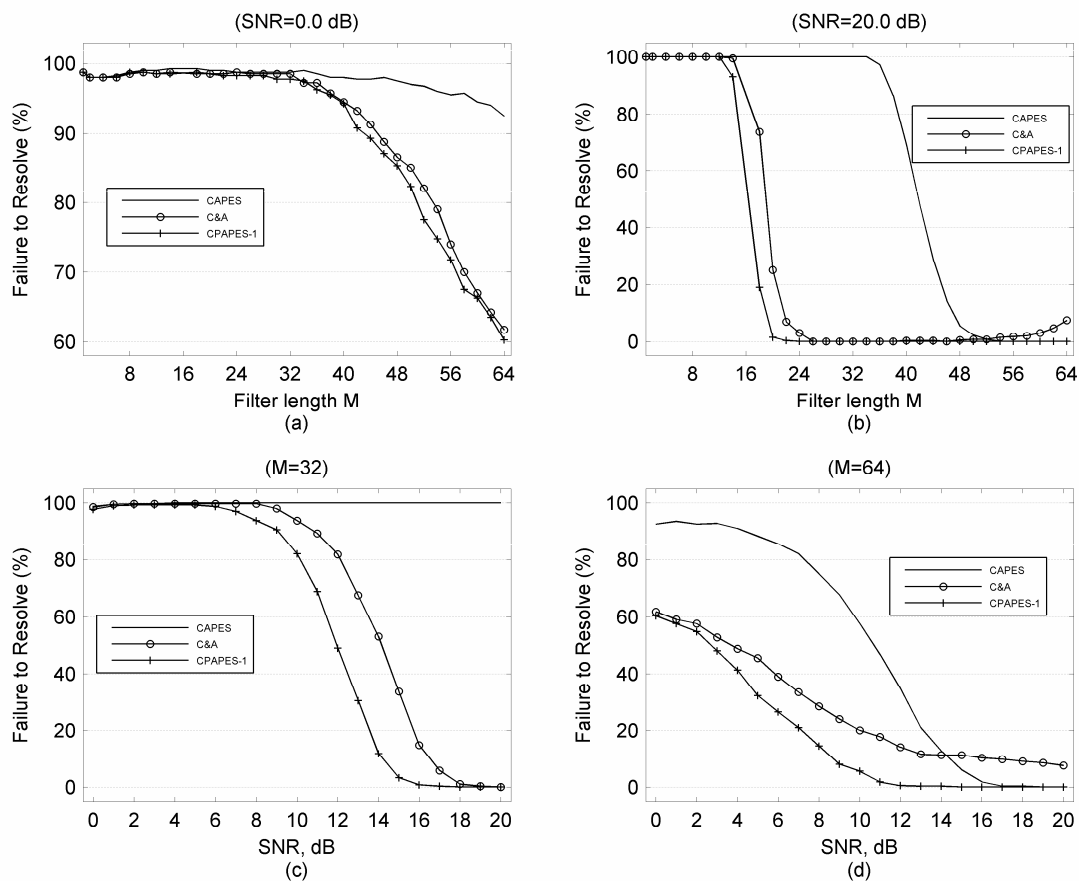 (SNR=0.0 dB)
Failure to Resolve (%)
100
90
80
70
60
CAPES
C&A
CPAPES-1
8 16 24 32 40 48 56 64
Filter length M
(a)
(SNR=20.0 dB)
Failure to Resolve (%)
100
80
60
40
20
0
CAPES
C&A
CPAPES-1
8 16 24 32 40 48 56 64
Filter length M
(b)
(M=32)
Failure to Resolve (%)
100
80
60
40
20
0
CAPES
C&A
CPAPES-1
0 2 4 6 8 10 12 14 16 18 20
SNR, dB
(c)
(M=64)
Failure to Resolve (%)
100
80
60
40
20
0
CAPES
C&A
CPAPES-1
0 2 4 6 8 10 12 14 16 18 20
SNR, dB
(d)